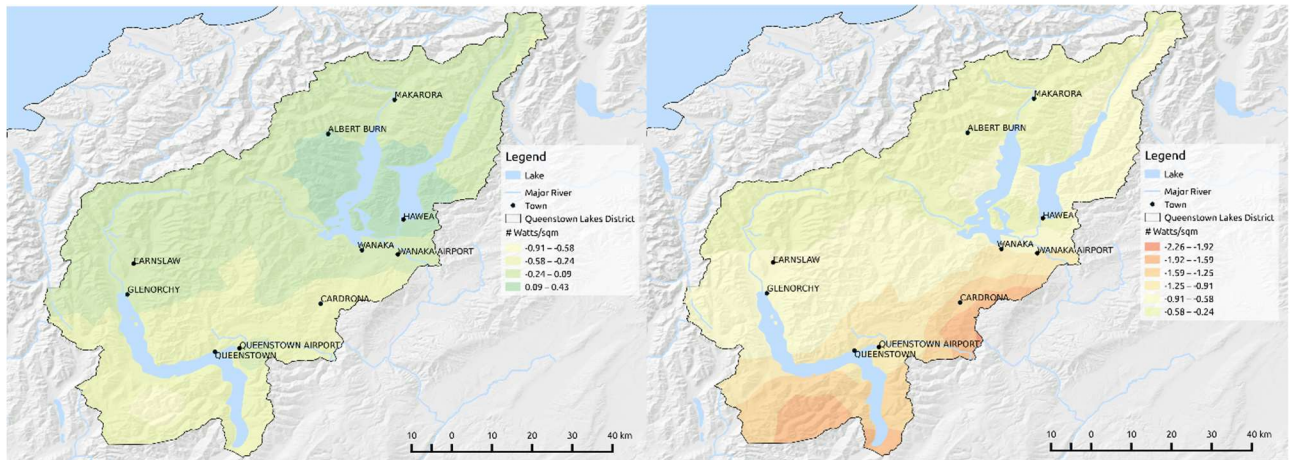 MAKARORA
ALBERT BURN
Legend
Lake
Major River
Town
Queenstown Lakes District
# Watts/sqm
-0.91 – -0.58
-0.58 – -0.24
-0.24 – 0.09
0.09 – 0.43
HAWEA
WANAKA
WANAKA AIRPORT
EARNSLAW
GLENORCHY
CARDRONA
QUEENSTOWN AIRPORT
QUEENSTOWN
10 0 10 20 30 40 km
MAKARORA
ALBERT BURN
Legend
Lake
Major River
Town
Queenstown Lakes District
# Watts/sqm
-2.26 – -1.92
-1.92 – -1.59
-1.59 – -1.25
-1.25 – -0.91
-0.91 – -0.58
-0.58 – -0.24
HAWEA
WANAKA
WANAKA AIRPORT
EARNSLAW
GLENORCHY
CARDRONA
QUEENSTOWN AIRPORT
QUEENSTOWN
10 0 10 20 30 40 km